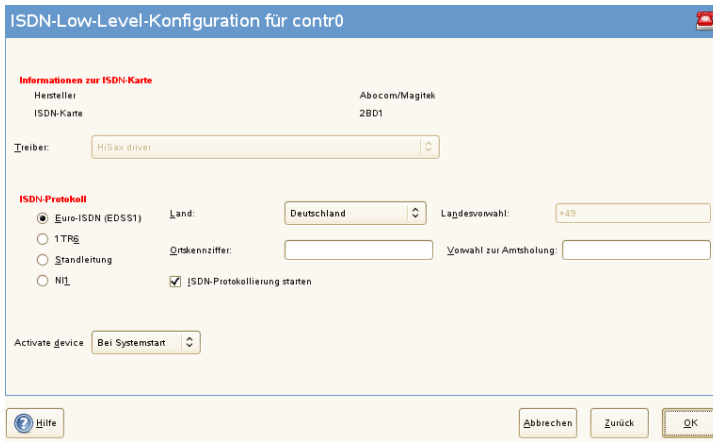 ISDN-Low-Level-Konfiguration für contr0
Informationen zur ISDN-Karte
Hersteller Abocom/Magitek
ISDN-Karte 2BD1
Treiber: HiSax driver
ISDN-Protokoll
Euro-ISDN (EDSS1) Land: Deutschland Landesvorwahl: +49
1TR6
Ortskennziffer: Vorwahl zur Amtsholung:
Standleitung
NI1 ISDN-Protokollierung starten
Activate device Bei Systemstart
Hilfe Abbrechen Zurück OK